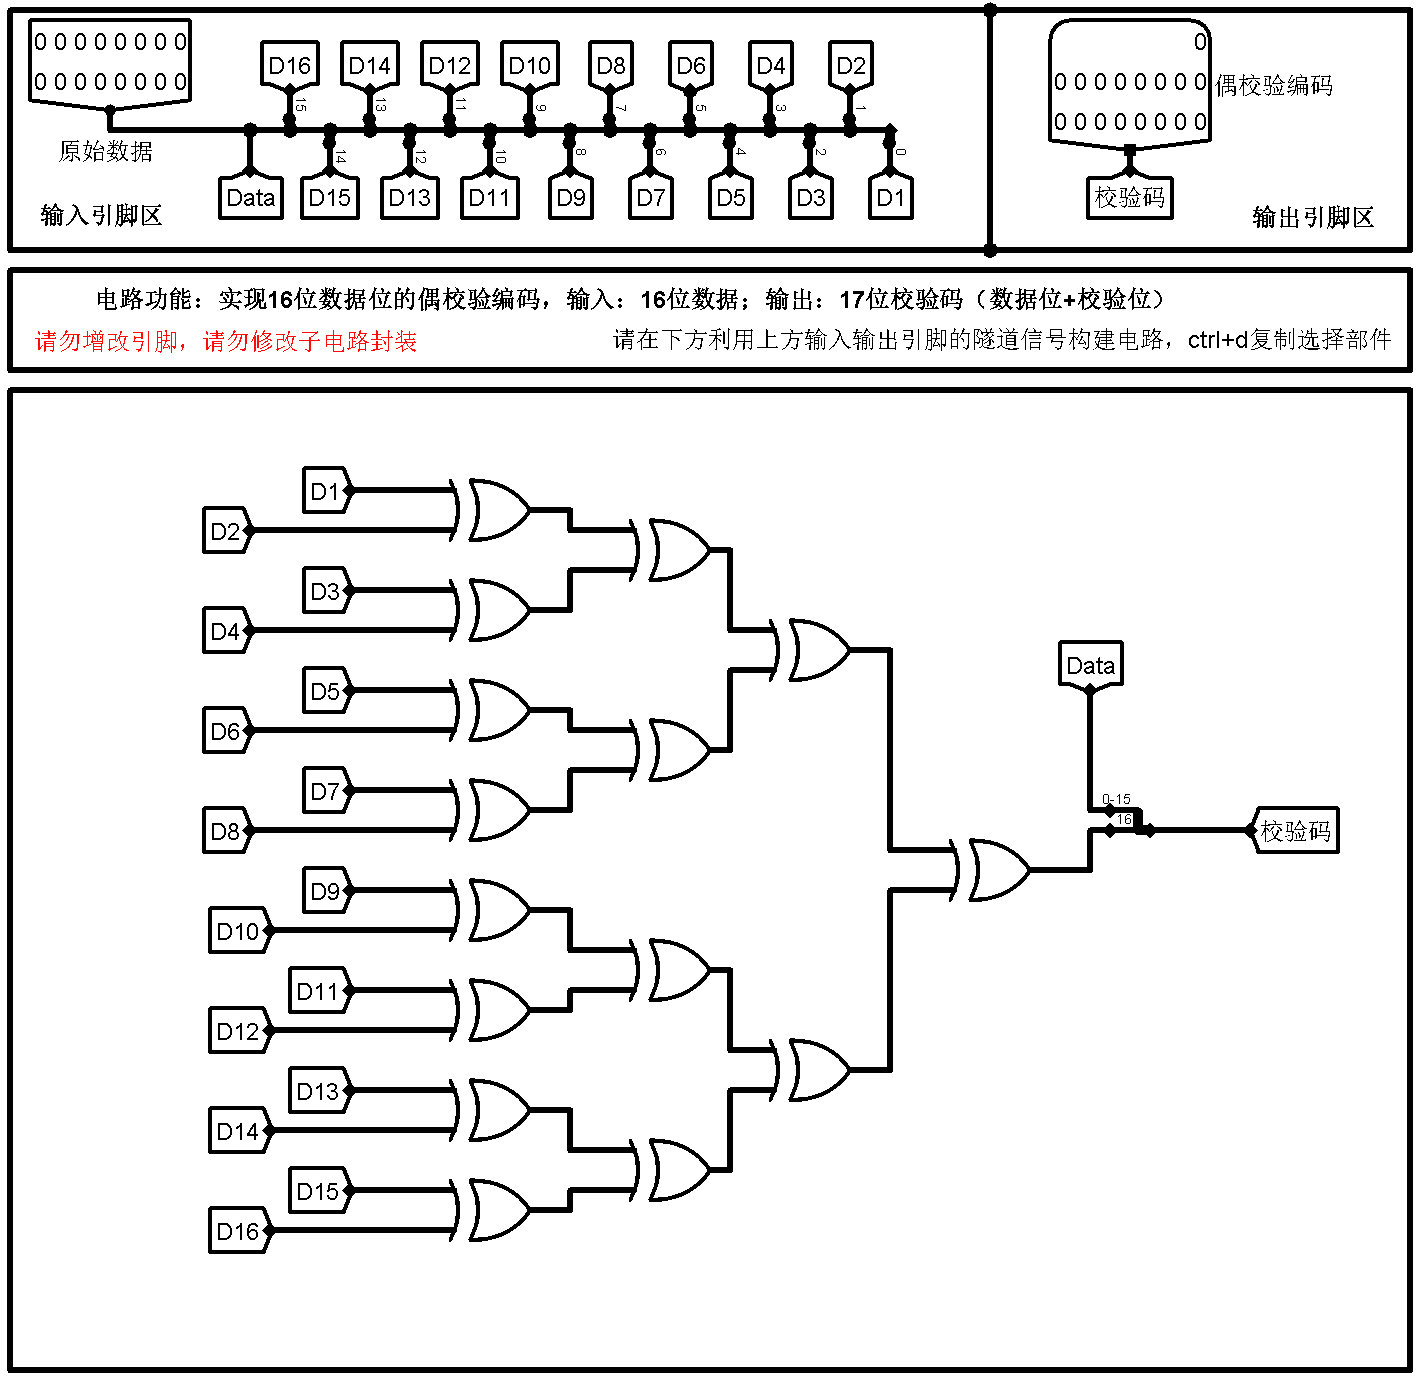 0 0 0 0 0 0 0 0
0 0 0 0 0 0 0 0
原始数据
输入引脚区
D16 D14 D12 D10 D8 D6 D4 D2
15 13 11 9 7 5 3 1
14 12 10 8 6 4 2 0
Data D15 D13 D11 D9 D7 D5 D3 D1
0
0 0 0 0 0 0 0 0
0 0 0 0 0 0 0 0
偶校验编码
校验码
输出引脚区
电路功能：实现16位数据位的偶校验编码，输入：16位数据；输出：17位校验码（数据位+校验位）
请勿增改引脚，请勿修改子电路封装
请在下方利用上方输入输出引脚的隧道信号构建电路，ctrl+d复制选择部件
D1
D2
D3
D4
D5
D6
D7
D8
D9
D10
D11
D12
D13
D14
D15
D16
Data
0-15
16
校验码